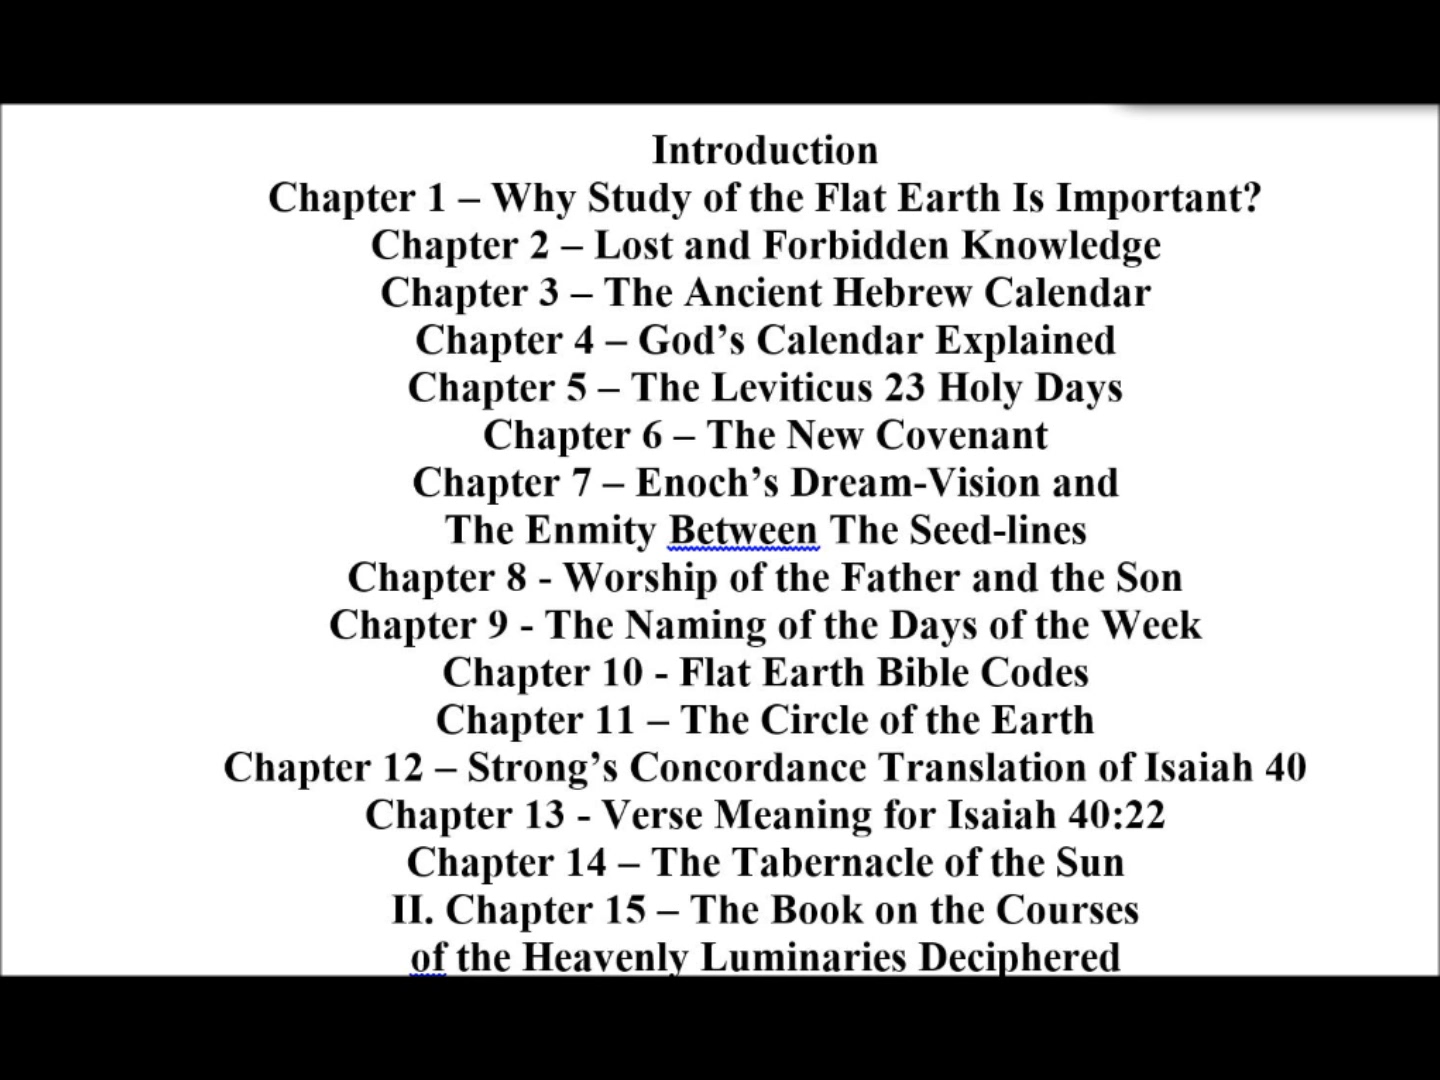 Introduction
Chapter 1 – Why Study of the Flat Earth Is Important?
Chapter 2 – Lost and Forbidden Knowledge
Chapter 3 – The Ancient Hebrew Calendar
Chapter 4 – God’s Calendar Explained
Chapter 5 – The Leviticus 23 Holy Days
Chapter 6 – The New Covenant
Chapter 7 – Enoch’s Dream-Vision and
The Enmity Between The Seed-lines
Chapter 8 - Worship of the Father and the Son
Chapter 9 - The Naming of the Days of the Week
Chapter 10 - Flat Earth Bible Codes
Chapter 11 – The Circle of the Earth
Chapter 12 – Strong’s Concordance Translation of Isaiah 40
Chapter 13 - Verse Meaning for Isaiah 40:22
Chapter 14 – The Tabernacle of the Sun
II. Chapter 15 – The Book on the Courses
of the Heavenly Luminaries Deciphered